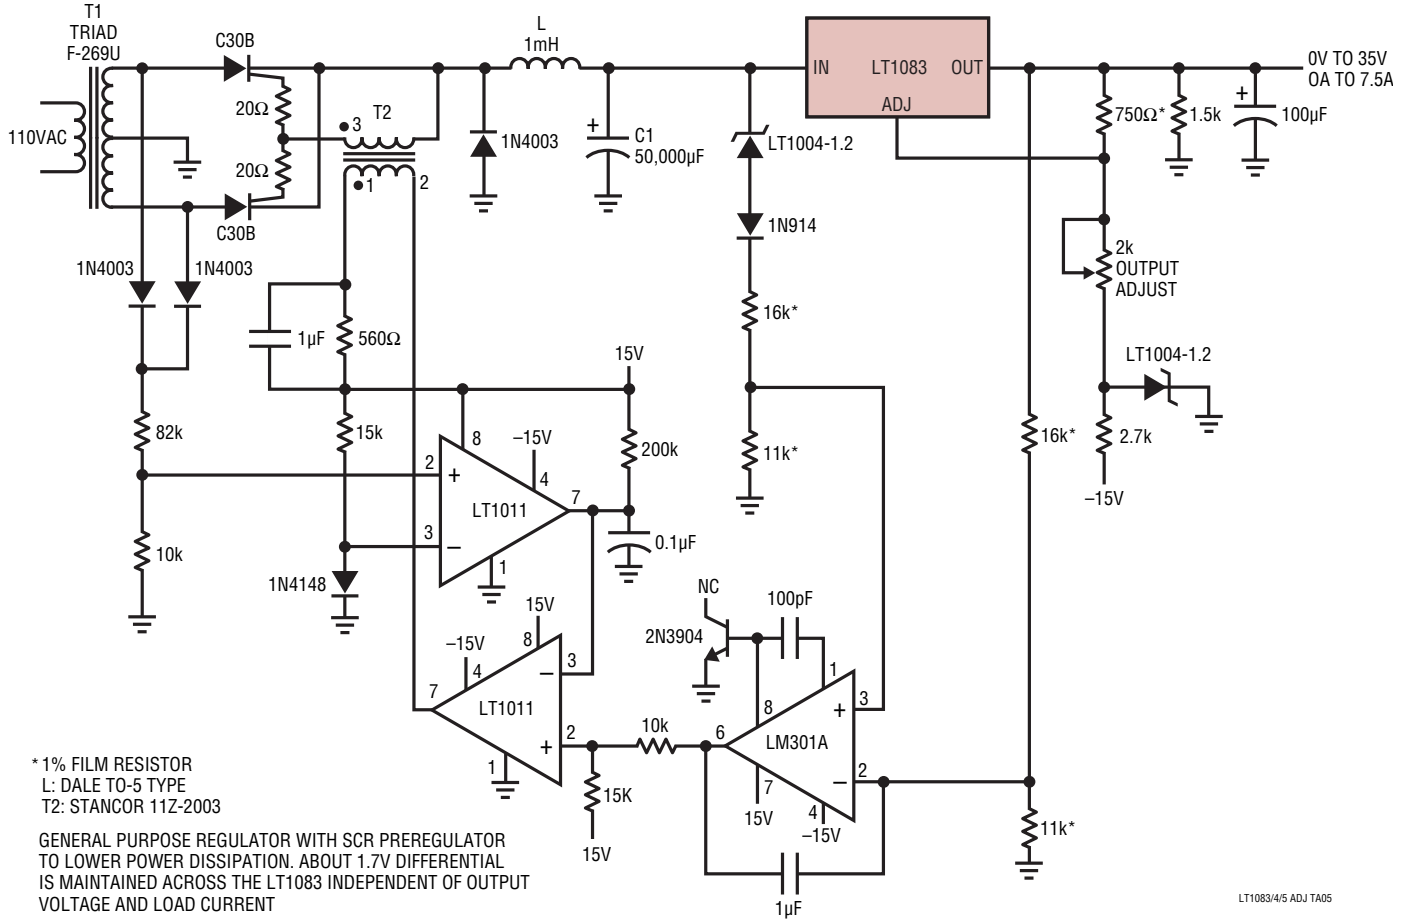 T1
TRIAD
F-269U
C30B
L
1mH
IN
LT1083
OUT
ADJ
0V TO 35V
OA TO 7.5A
110VAC
20Ω
T2
3
20Ω
1
2
C30B
1N4003
+
C1
50,000µF
LT1004-1.2
750Ω*
1.5k
+
100µF
1N914
1N4003
1N4003
2k
OUTPUT
ADJUST
16k*
1µF
560Ω
15V
LT1004-1.2
82k
15k
8
–15V
4
200k
11k*
16k*
2.7k
–15V
2
+
LT1011
7
3
–
1
10k
0.1µF
1N4148
15V
–15V
8
4
3
–
7
LT1011
2
+
1
NC
2N3904
100pF
1
8
3
+
10k
6
LM301A
2
–
7
15V
4
–15V
15K
15V
11k*
1µF
* 1% FILM RESISTOR
L: DALE TO-5 TYPE
T2: STANCOR 11Z-2003
GENERAL PURPOSE REGULATOR WITH SCR PREREGULATOR
TO LOWER POWER DISSIPATION. ABOUT 1.7V DIFFERENTIAL
IS MAINTAINED ACROSS THE LT1083 INDEPENDENT OF OUTPUT
VOLTAGE AND LOAD CURRENT
LT1083/4/5 ADJ TA05